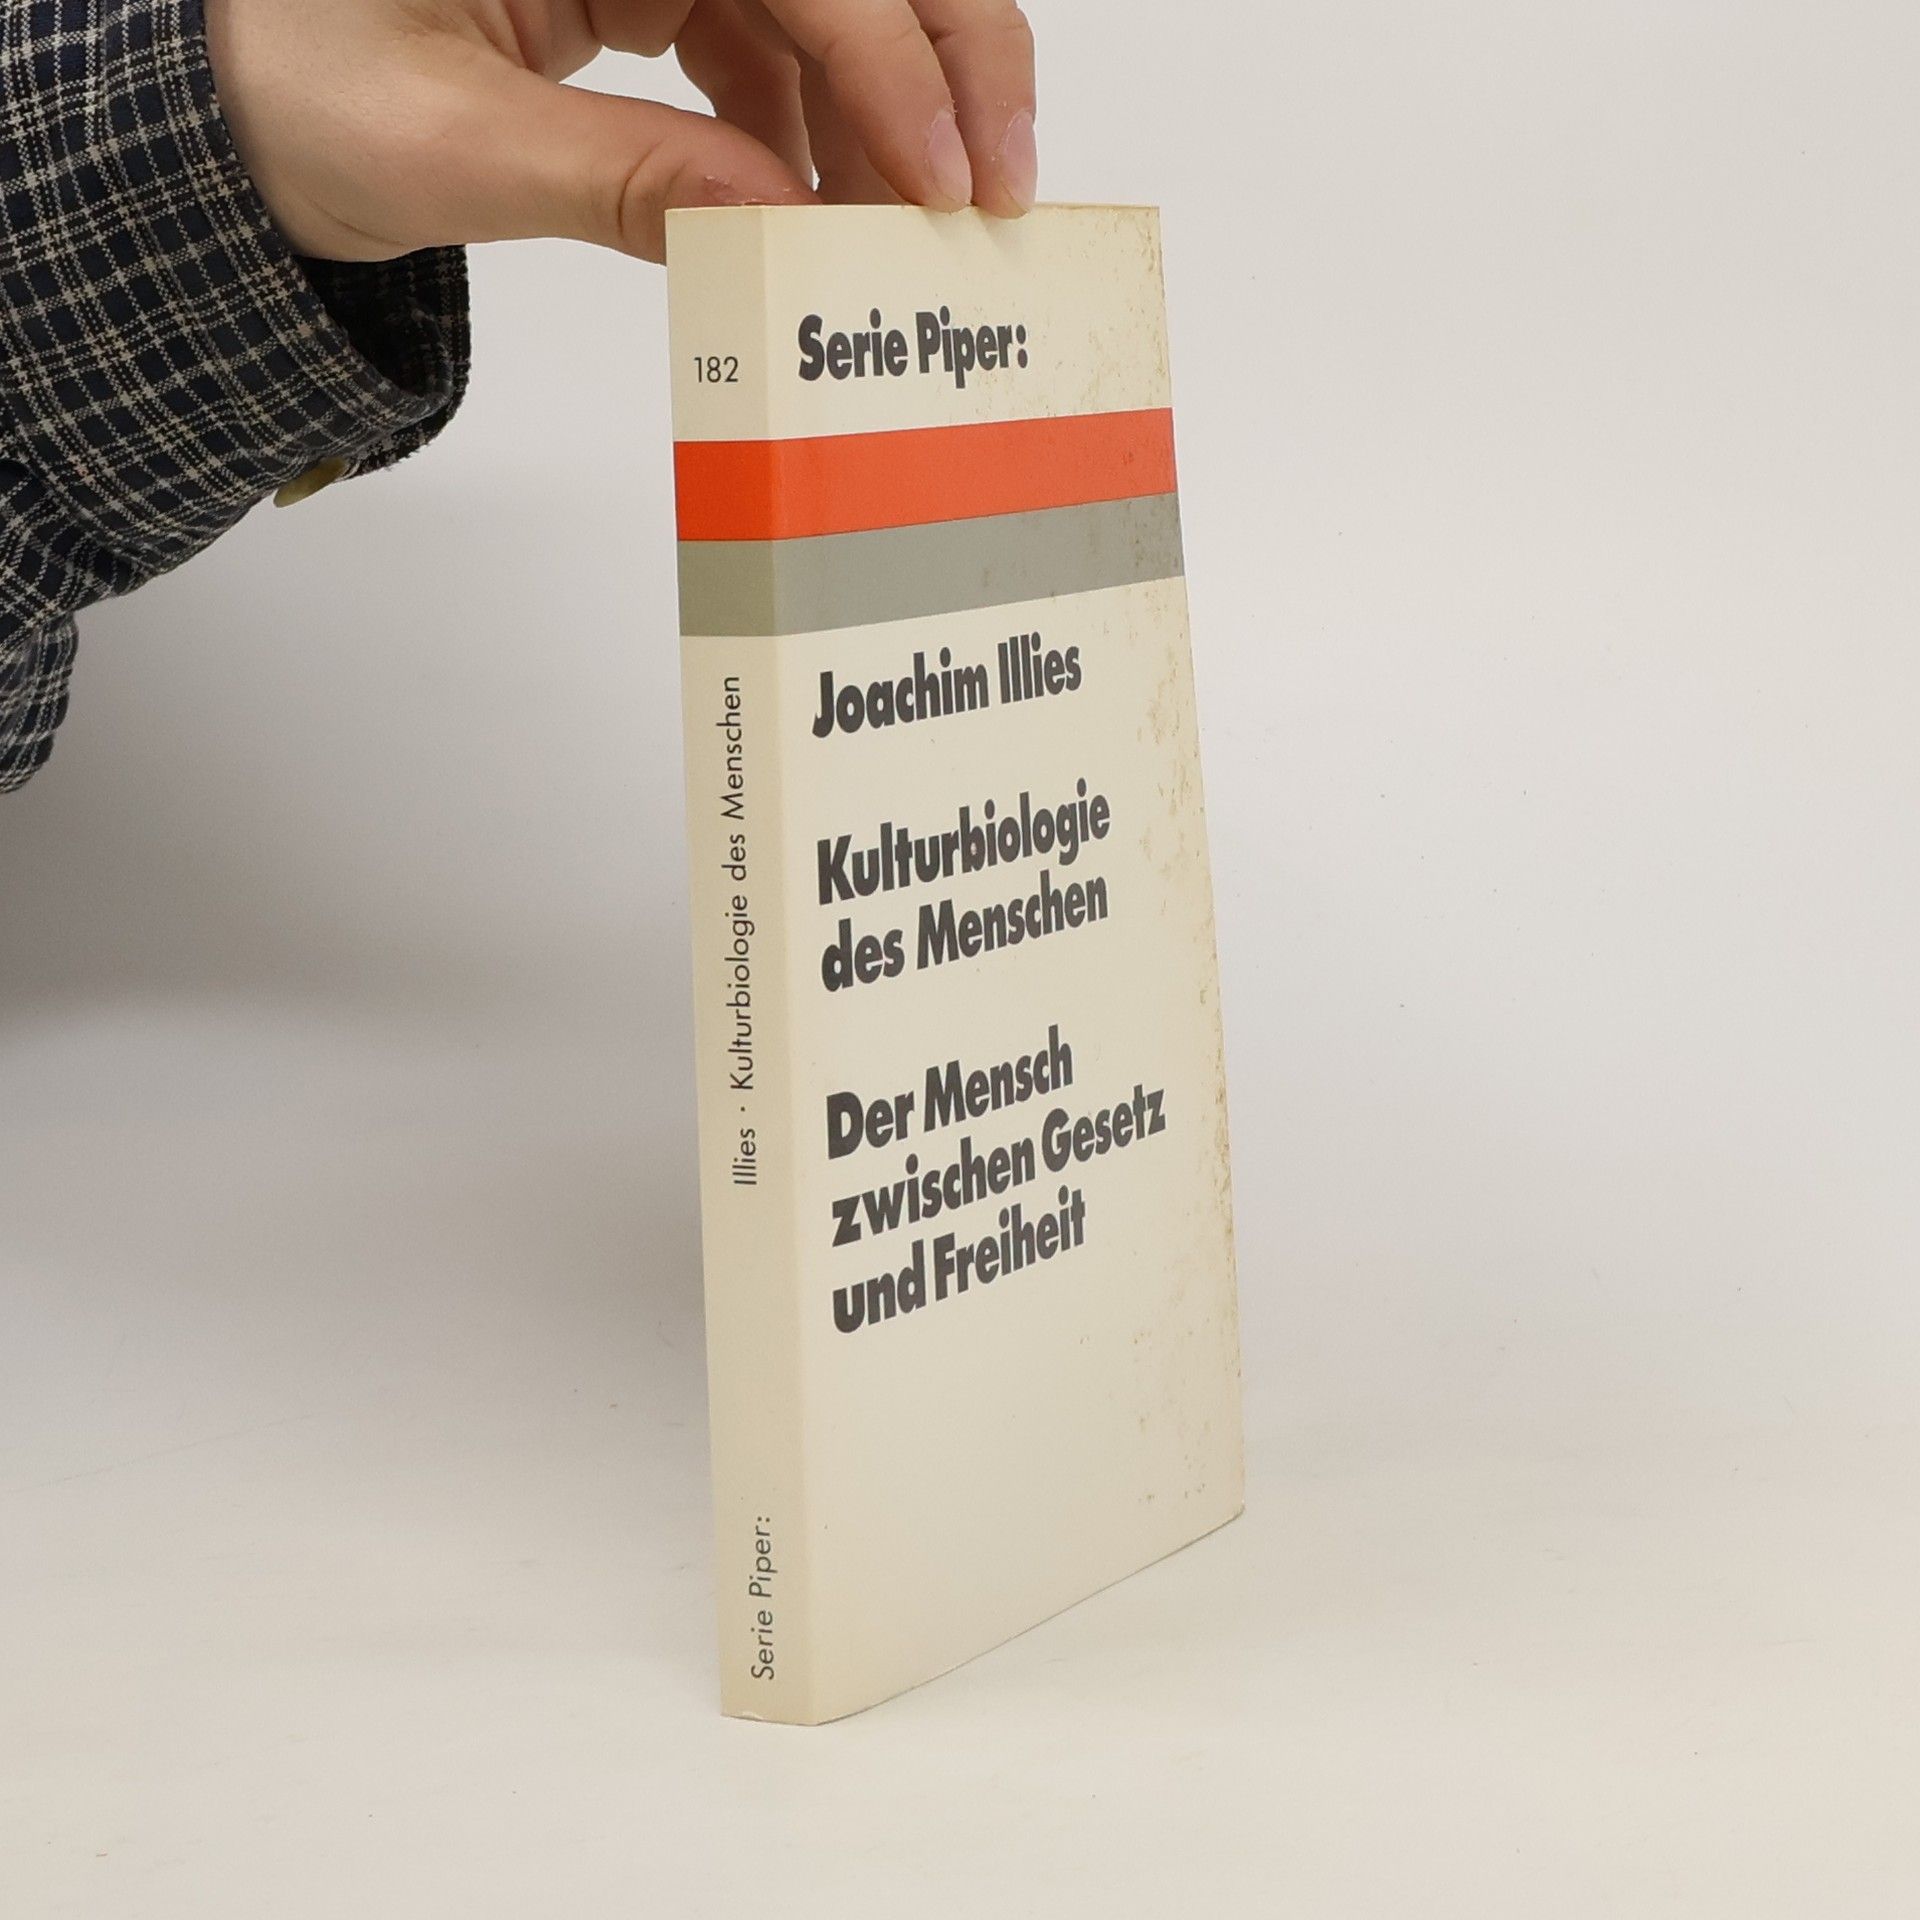 182
Illies · Kulturbiologie des Menschen
Serie Piper:
Serie Piper:
Joachim Illies
Kulturbiologie
des Menschen
Der Mensch
zwischen Gesetz
und Freiheit